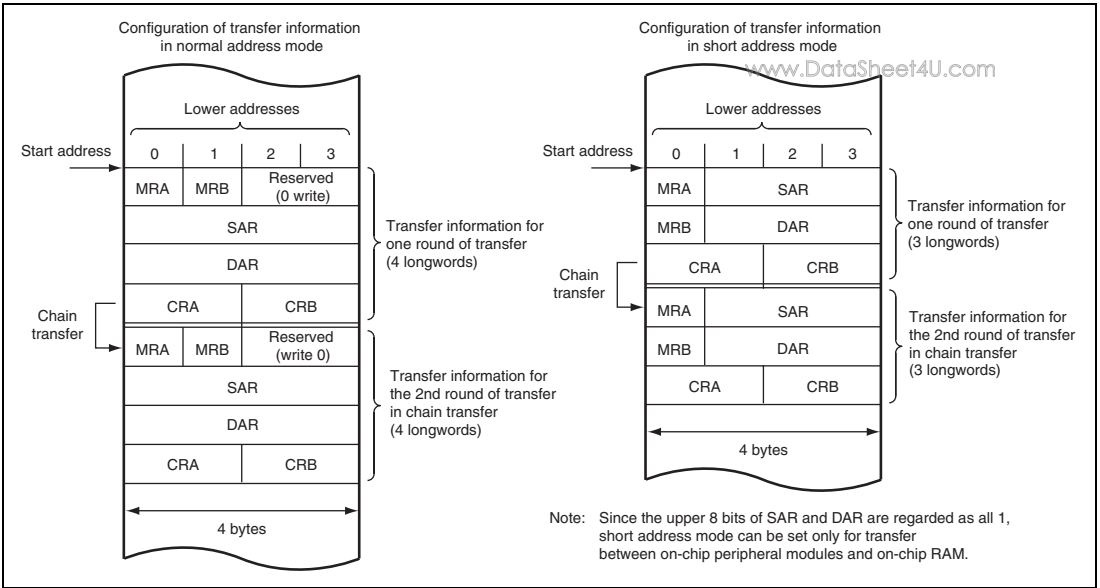 Configuration of transfer information
in normal address mode
Lower addresses
Start address
0 1 2 3
MRA MRB Reserved
(0 write)
SAR
DAR
CRA CRB
Transfer information for
one round of transfer
(4 longwords)
Chain
transfer
MRA MRB Reserved
(write 0)
SAR
DAR
CRA CRB
Transfer information for
the 2nd round of transfer
in chain transfer
(4 longwords)
4 bytes
Configuration of transfer information
in short address mode
www.DataSheet4U.com
Lower addresses
Start address
0 1 2 3
MRA SAR
MRB DAR
CRA CRB
Transfer information for
one round of transfer
(3 longwords)
Chain
transfer
MRA SAR
MRB DAR
CRA CRB
Transfer information for
the 2nd round of transfer
in chain transfer
(3 longwords)
4 bytes
Note: Since the upper 8 bits of SAR and DAR are regarded as all 1,
short address mode can be set only for transfer
between on-chip peripheral modules and on-chip RAM.